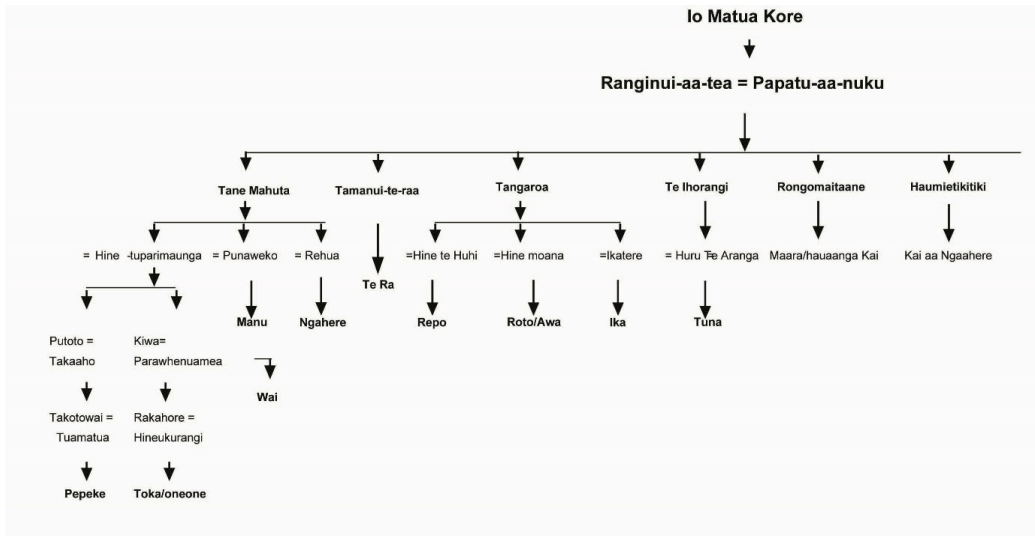 Io Matua Kore
Ranginui-aa-tea = Papatu-aa-nuku
Tane Mahuta Tamanui-te-raa Tangaroa Te Ihorangi Rongomaitaane Haumietikitiki
= Hine -tuparimaunga = Punaweko = Rehua =Hine te Huhi =Hine moana =Ikatere = Huru Te Aranga Maara/hauaanga Kai Kai aa Ngaahere
Te Ra
Manu Ngahere Repo Roto/Awa Ika Tuna
Putoto = Kiwa=
Takaaho Parawhenuamea
Wai
Takotowai = Rakahore =
Tuamatua Hineukurangi
Pepeke Toka/oneone